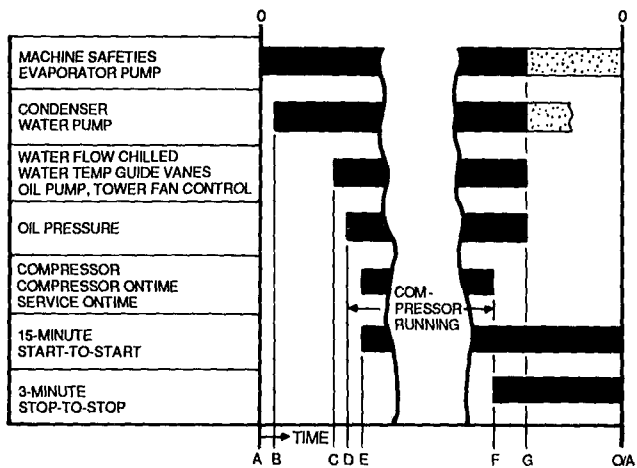 0 0
MACHINE SAFETIES
EVAPORATOR PUMP
CONDENSER
WATER PUMP
WATER FLOW CHILLED
WATER TEMP GUIDE VANES
OIL PUMP, TOWER FAN CONTROL
OIL PRESSURE
COMPRESSOR
COMPRESSOR ONTIME
SERVICE ONTIME
COM-
PRESSOR
RUNNING
15-MINUTE
START-TO-START
3-MINUTE
STOP-TO-STOP
TIME
A B C D E F G O/A